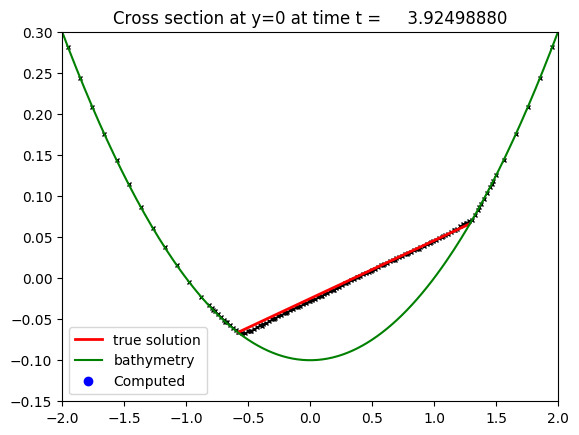 Cross section at y=0 at time t =     3.92498880
0.30
0.25
0.20
0.15
0.10
0.05
0.00
−0.05
−0.10
−0.15
true solution
bathymetry
Computed
−2.0 −1.5 −1.0 −0.5 0.0 0.5 1.0 1.5 2.0